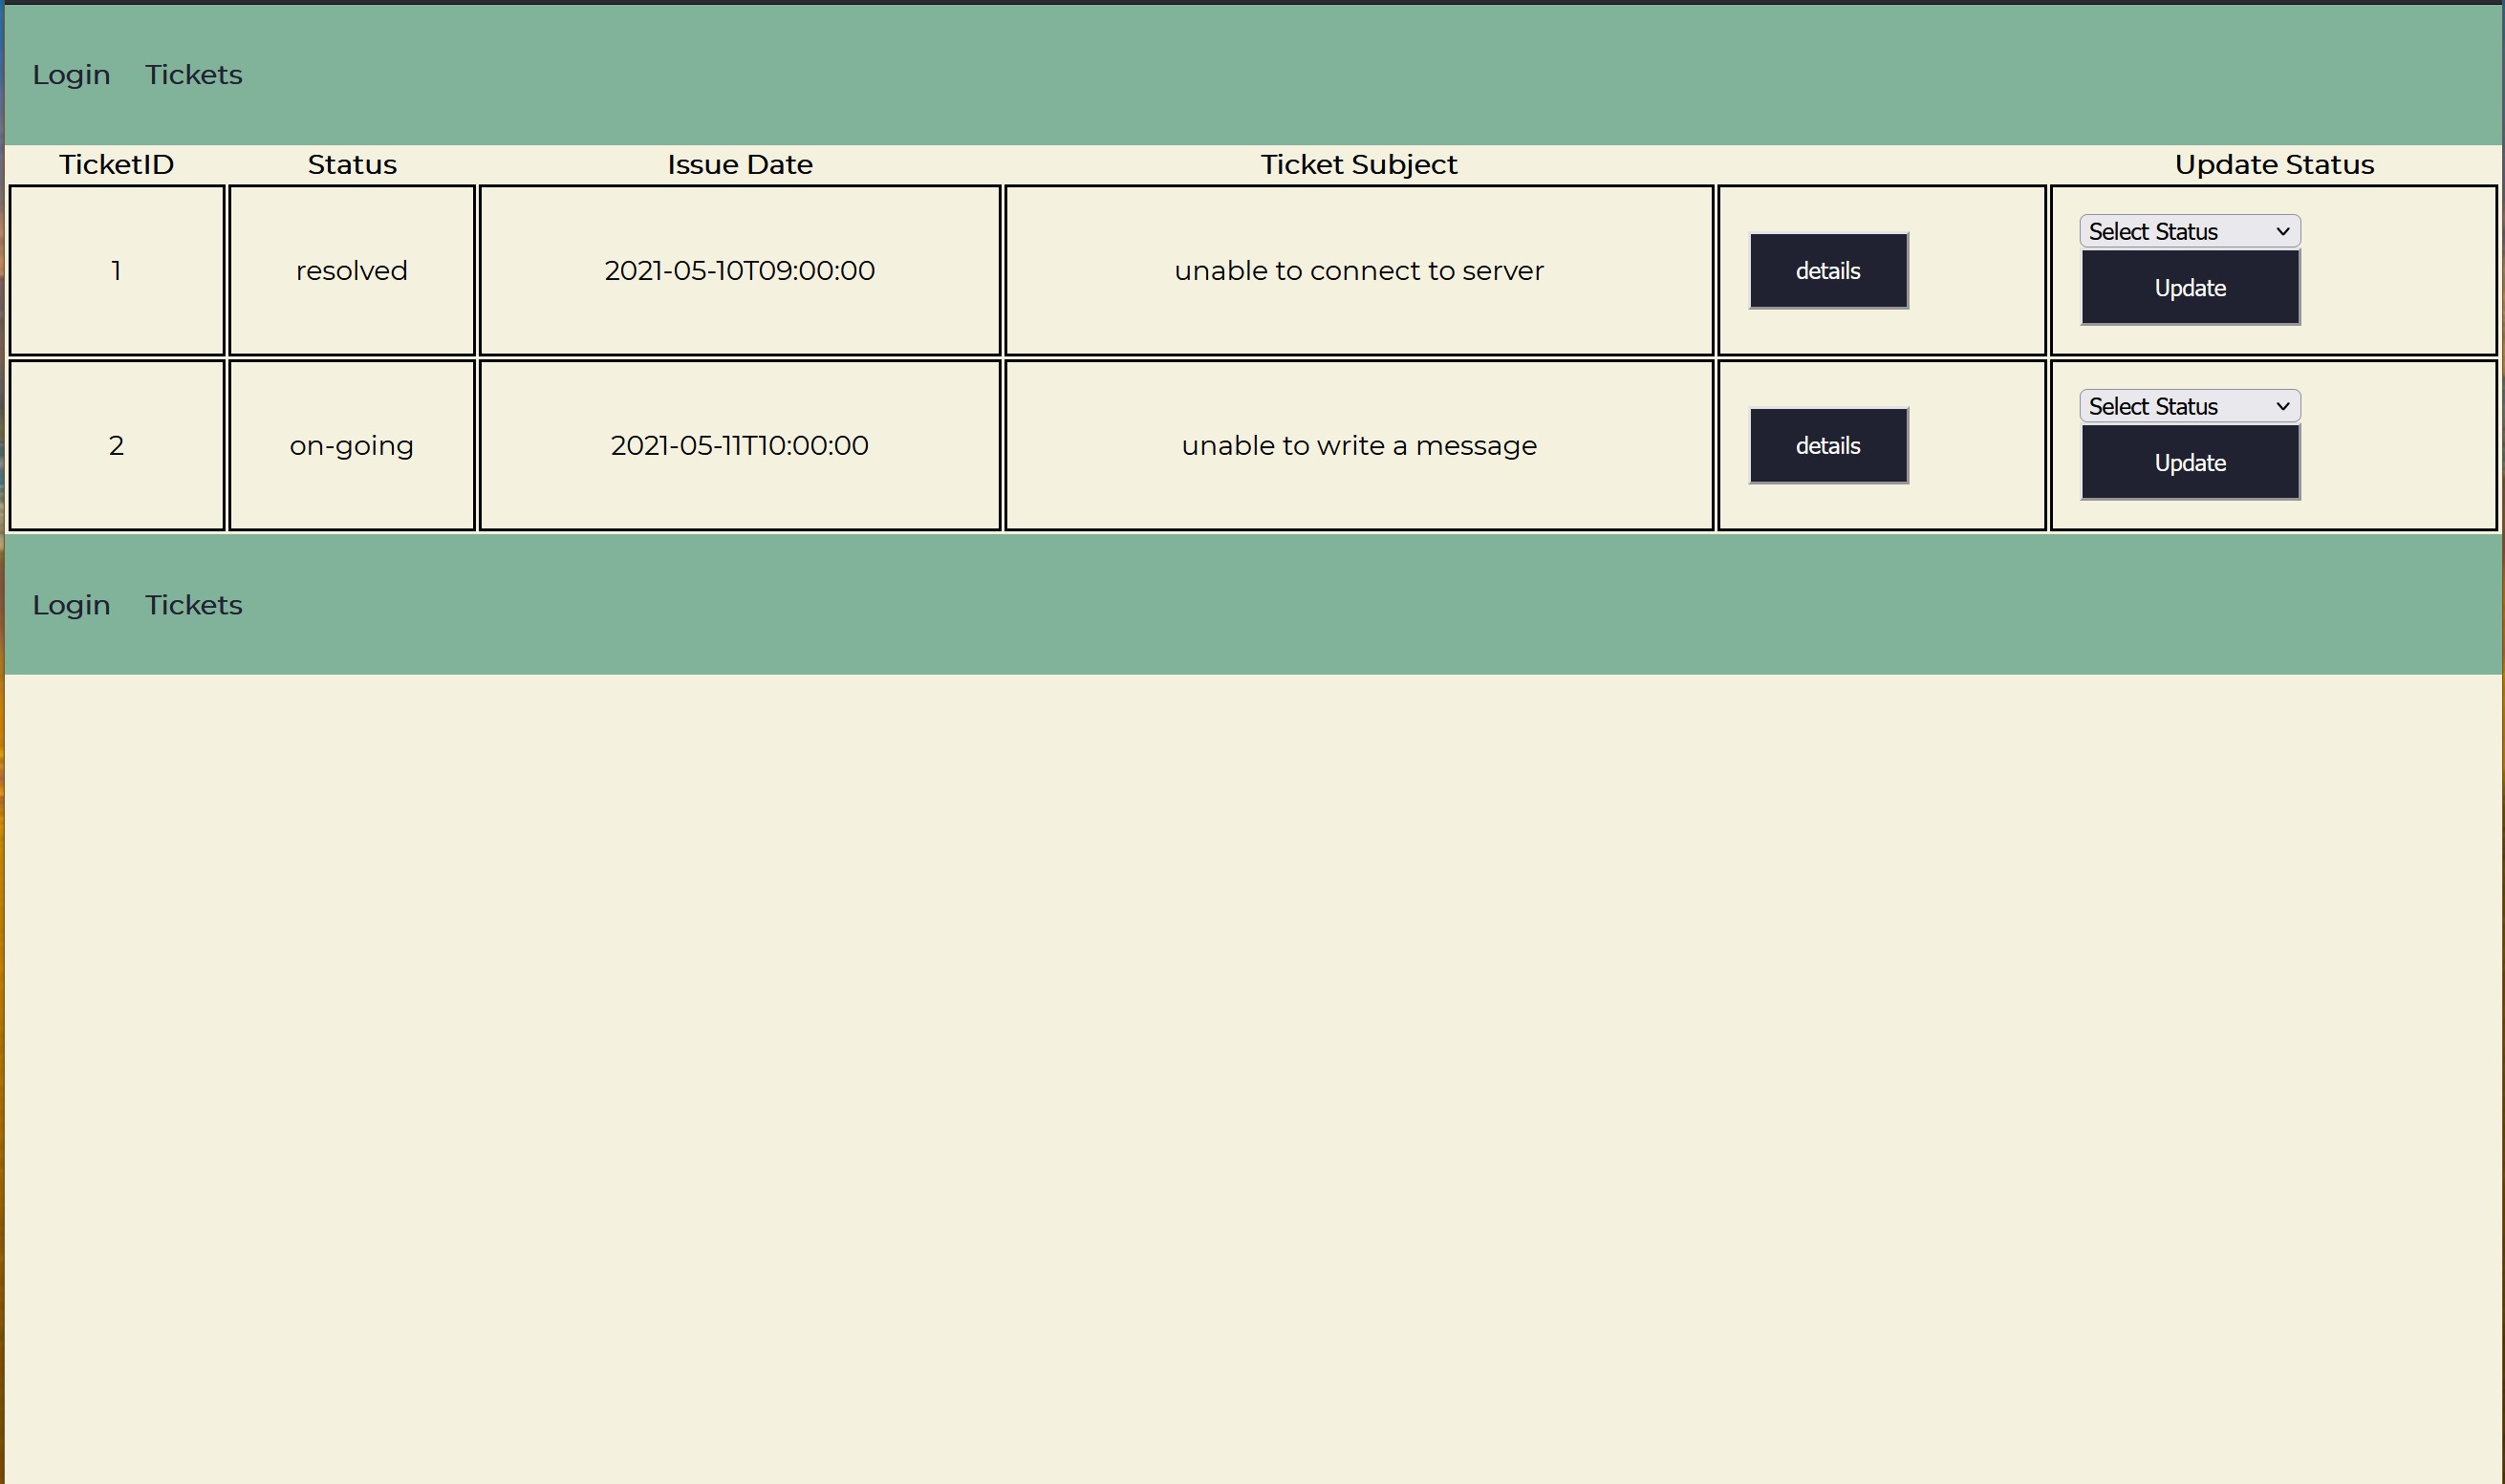 Login Tickets
TicketID Status Issue Date Ticket Subject Update Status
1 resolved 2021-05-10T09:00:00 unable to connect to server details Select Status
Update
2 on-going 2021-05-11T10:00:00 unable to write a message details Select Status
Update
Login Tickets